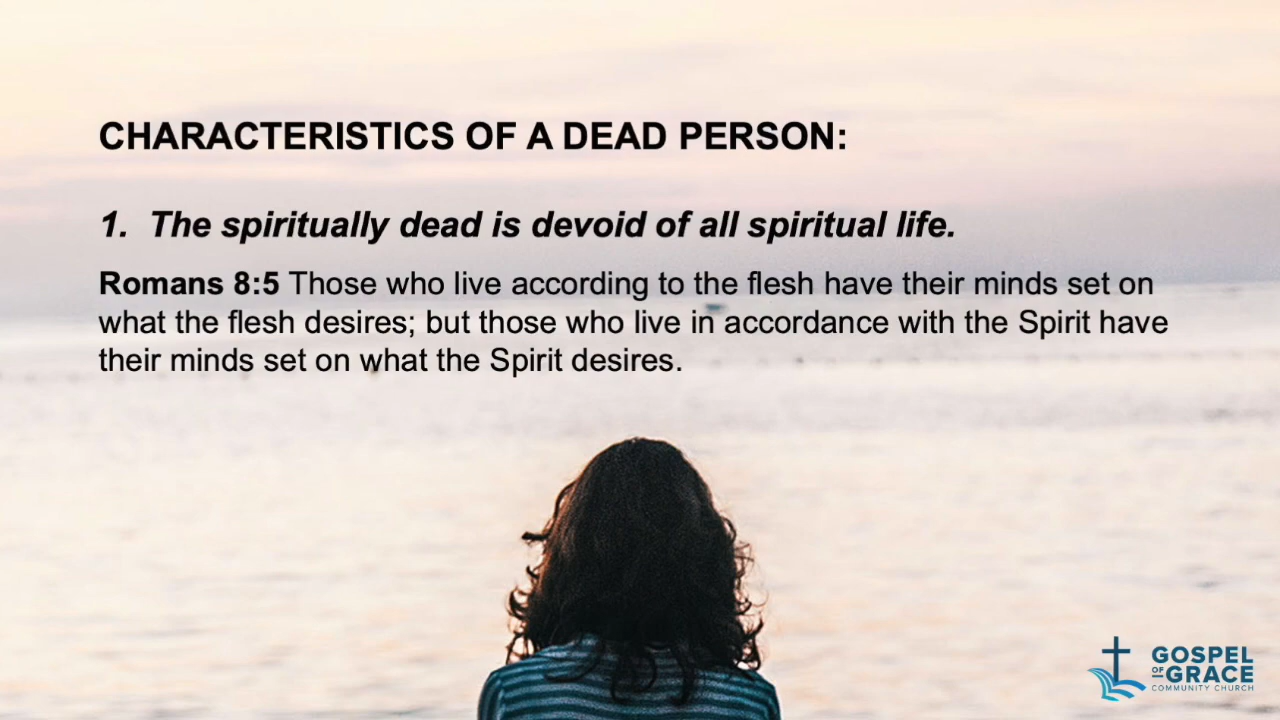 CHARACTERISTICS OF A DEAD PERSON:
1. The spiritually dead is devoid of all spiritual life.
Romans 8:5 Those who live according to the flesh have their minds set on
what the flesh desires; but those who live in accordance with the Spirit have
their minds set on what the Spirit desires.
GOSPEL
OF GRACE
COMMUNITY CHURCH